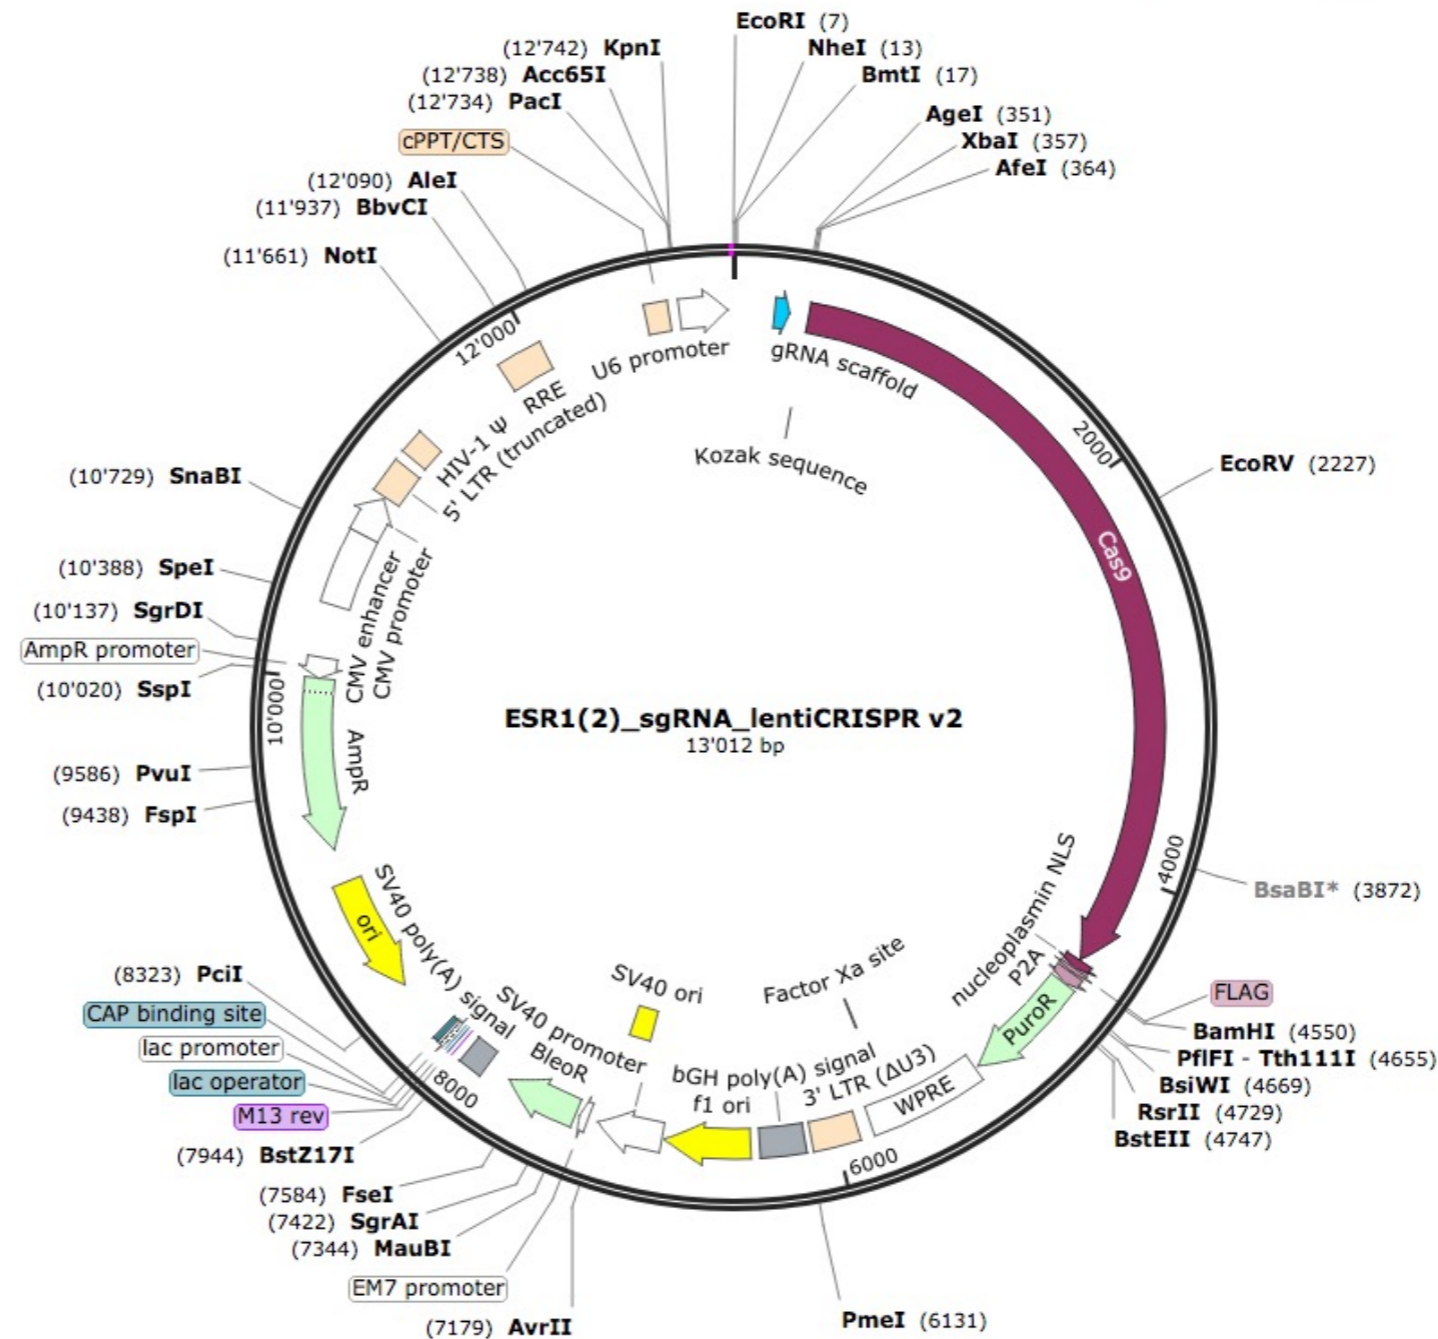 EcoRI (7)
(12'742) KpnI
NheI (13)
(12'738) Acc65I
BmtI (17)
(12'734) PacI
AgeI (351)
cPPT/CTS
XbaI (357)
AfeI (364)
(12'090) AleI
(11'937) BbvCI
(11'661) NotI
12'000
U6 promoter
gRNA scaffold
RRE
HIV-1 Ψ
5' LTR (truncated)
Kozak sequence
2000
EcoRV (2227)
(10'729) SnaBI
Cas9
(10'388) SpeI
(10'137) SgrDI
CMV enhancer
CMV promoter
AmpR promoter
(10'020) SspI
10'000
ESR1(2)_sgRNA_lentiCRISPR v2
13'012 bp
AmpR
(9586) PvuI
(9438) FspI
4000
BsaBI* (3872)
ori
SV40 poly(A) signal
nucleoplasmin NLS
P2A
Factor Xa site
SV40 ori
(8323) PciI
FLAG
CAP binding site
SV40 promoter
PuroR
BamHI (4550)
lac promoter
BleoR
bGH poly(A) signal
PflFI - Tth111I (4655)
lac operator
3' LTR (ΔU3)
BsiWI (4669)
8000
f1 ori
WPRE
M13 rev
RsrII (4729)
BstEII (4747)
(7944) BstZ17I
6000
(7584) FseI
(7422) SgrAI
(7344) MauBI
EM7 promoter
(7179) AvrII
PmeI (6131)